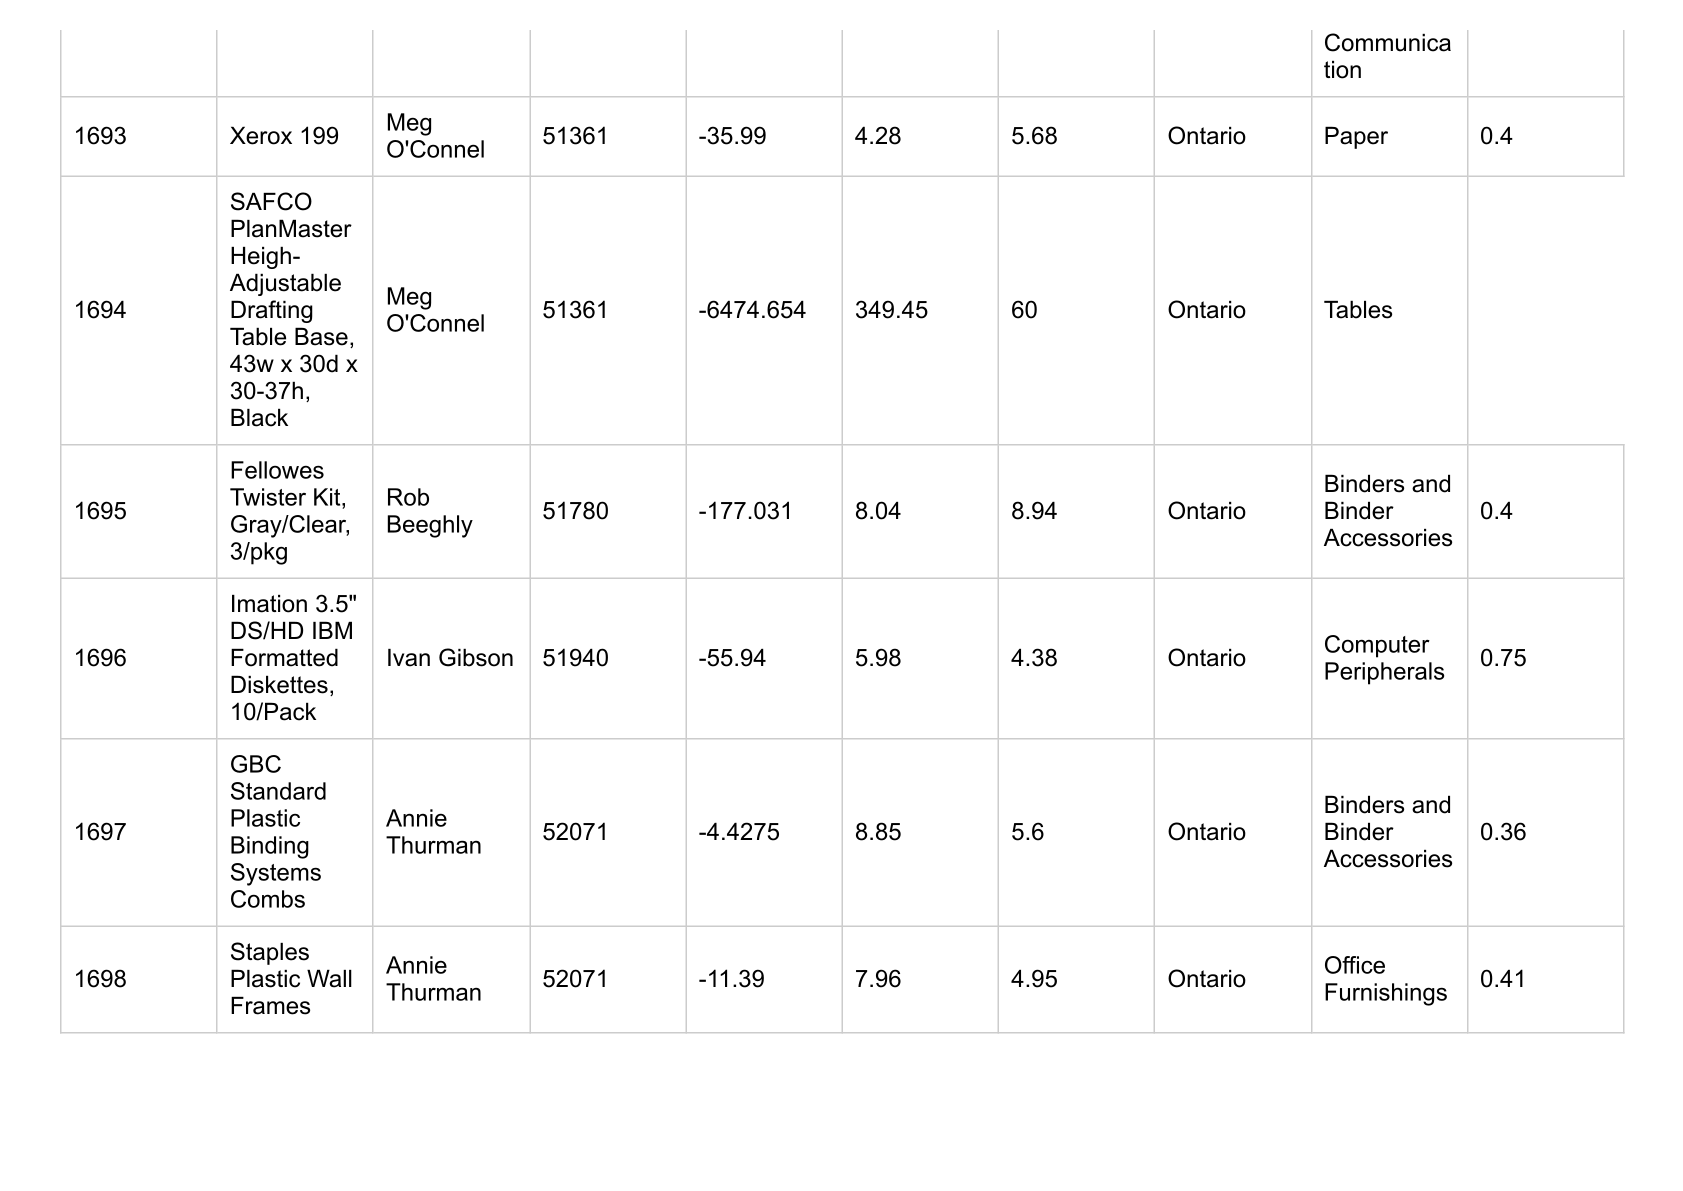 Communica
tion
1693 Xerox 199 Meg O'Connel 51361 -35.99 4.28 5.68 Ontario Paper 0.4
1694
SAFCO
PlanMaster
Heigh-
Adjustable
Drafting
Table Base,
43w x 30d x
30-37h,
Black
Meg
O'Connel
51361
-6474.654
349.45
60
Ontario
Tables
1695
Fellowes
Twister Kit,
Gray/Clear,
3/pkg
Rob
Beeghly
51780
-177.031
8.04
8.94
Ontario
Binders and
Binder
Accessories
0.4
1696
Imation 3.5"
DS/HD IBM
Formatted
Diskettes,
10/Pack
Ivan Gibson
51940
-55.94
5.98
4.38
Ontario
Computer
Peripherals
0.75
1697
GBC
Standard
Plastic
Binding
Systems
Combs
Annie
Thurman
52071
-4.4275
8.85
5.6
Ontario
Binders and
Binder
Accessories
0.36
1698
Staples
Plastic Wall
Frames
Annie
Thurman
52071
-11.39
7.96
4.95
Ontario
Office
Furnishings
0.41